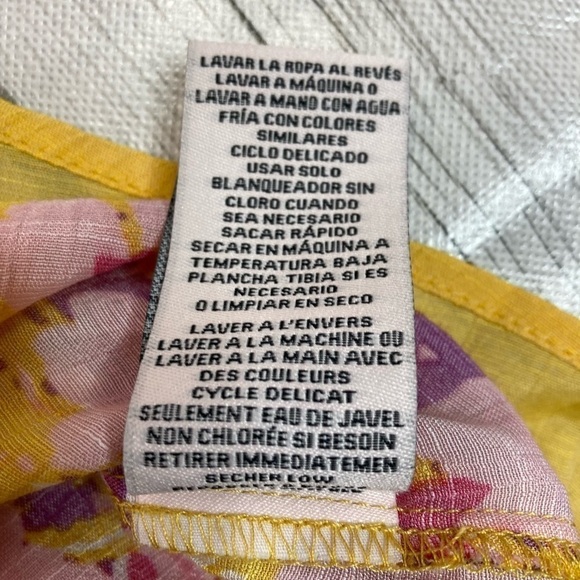 LAVAR LA ROPA AL REVÉS
LAVAR A MÁQUINA O
LAVAR A MANO CON AGUA
FRÍA CON COLORES
SIMILARES
CICLO DELICADO
USAR SOLO
BLANQUEADOR SIN
CLORO CUANDO
SEA NECESARIO
SACAR RÁPIDO
SECAR EN MÁQUINA A
TEMPERATURA BAJA
PLANCHA TIBIA SI ES
NECESARIO
O LIMPIAR EN SECO
LAVER A L'ENVERS
LAVER A LA MACHINE OU
LAVER A LA MAIN AVEC
DES COULEURS
CYCLE DELICAT
SEULEMENT EAU DE JAVEL
NON CHLORÉE SI BESOIN
RETIRER IMMEDIATEMEN
SECHER LOW